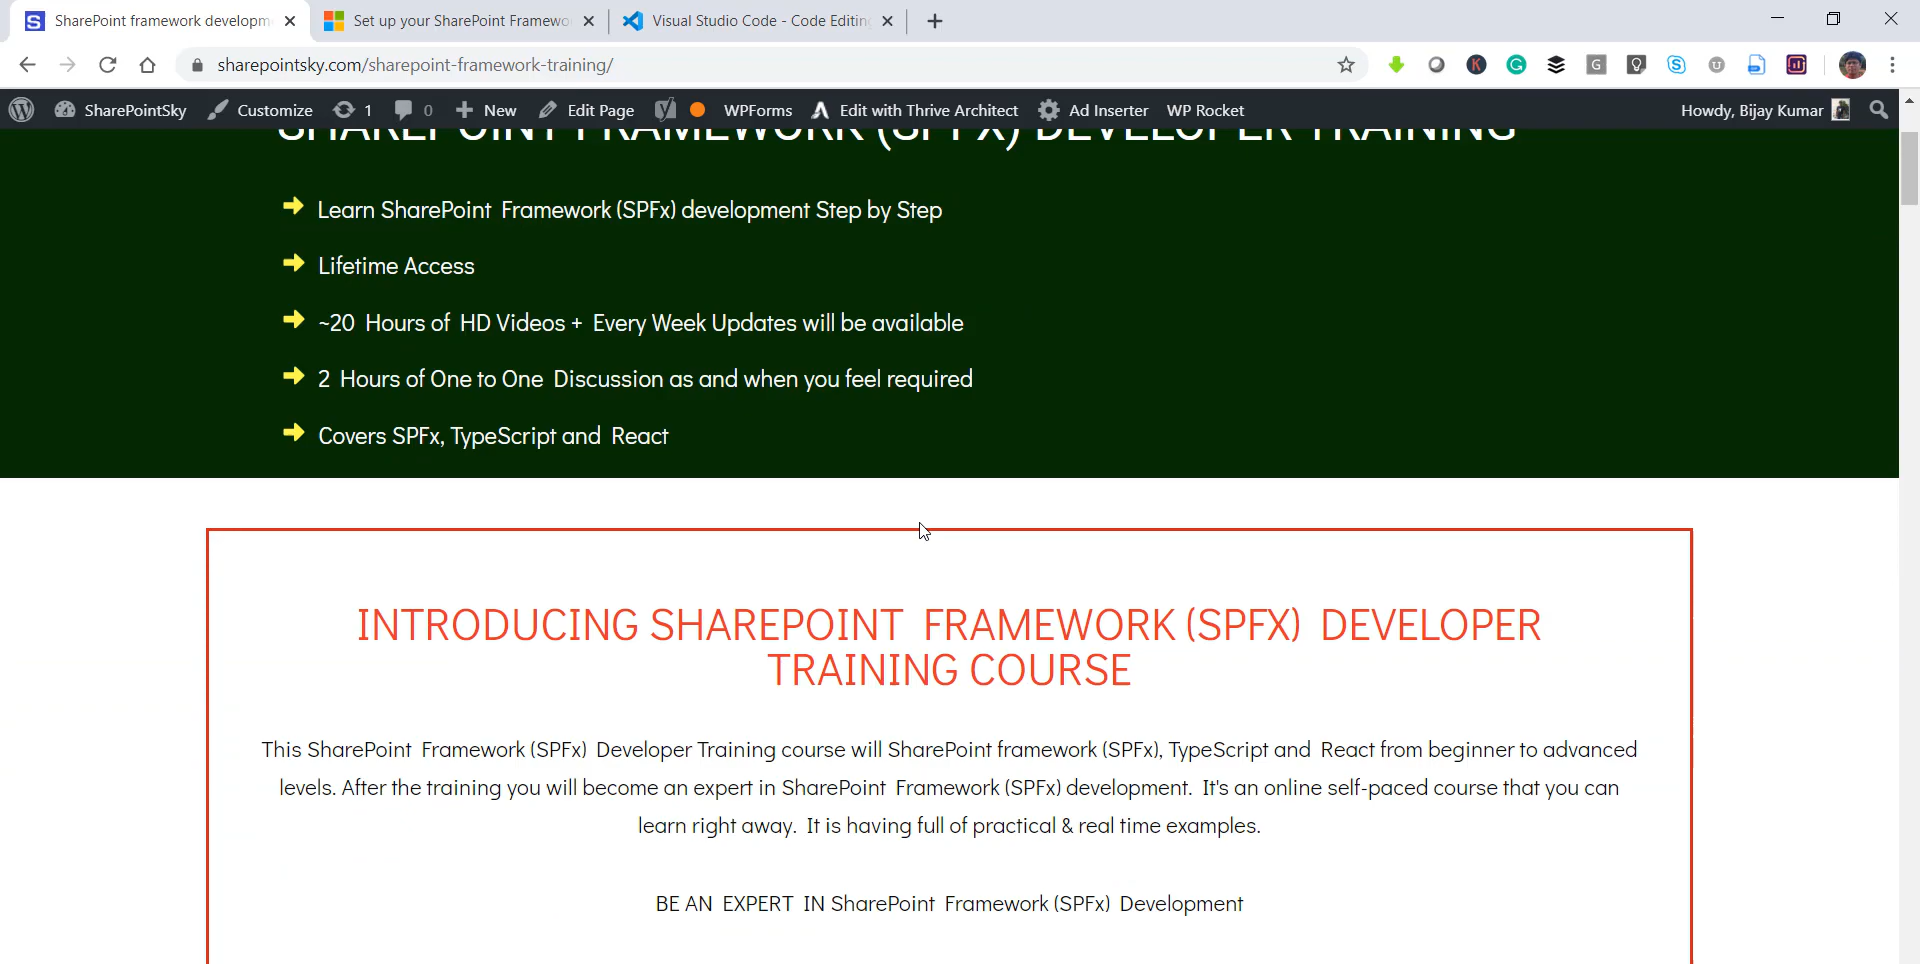 SharePoint framework developm
Set up your SharePoint Framewo
Visual Studio Code - Code Editing
sharepointsky.com/sharepoint-framework-training/
SharePointSky
Customize
1
0
New
Edit Page
WPForms
Edit with Thrive Architect
Ad Inserter
WP Rocket
Howdy, Bijay Kumar
SHAREPOINT FRAMEWORK (SPFX) DEVELOPER TRAINING
Learn SharePoint Framework (SPFx) development Step by Step
Lifetime Access
~20 Hours of HD Videos + Every Week Updates will be available
2 Hours of One to One Discussion as and when you feel required
Covers SPFx, TypeScript and React
INTRODUCING SHAREPOINT FRAMEWORK (SPFX) DEVELOPER
TRAINING COURSE
This SharePoint Framework (SPFx) Developer Training course will SharePoint framework (SPFx), TypeScript and React from beginner to advanced
levels. After the training you will become an expert in SharePoint Framework (SPFx) development. It's an online self-paced course that you can
learn right away. It is having full of practical & real time examples.
BE AN EXPERT IN SharePoint Framework (SPFx) Development